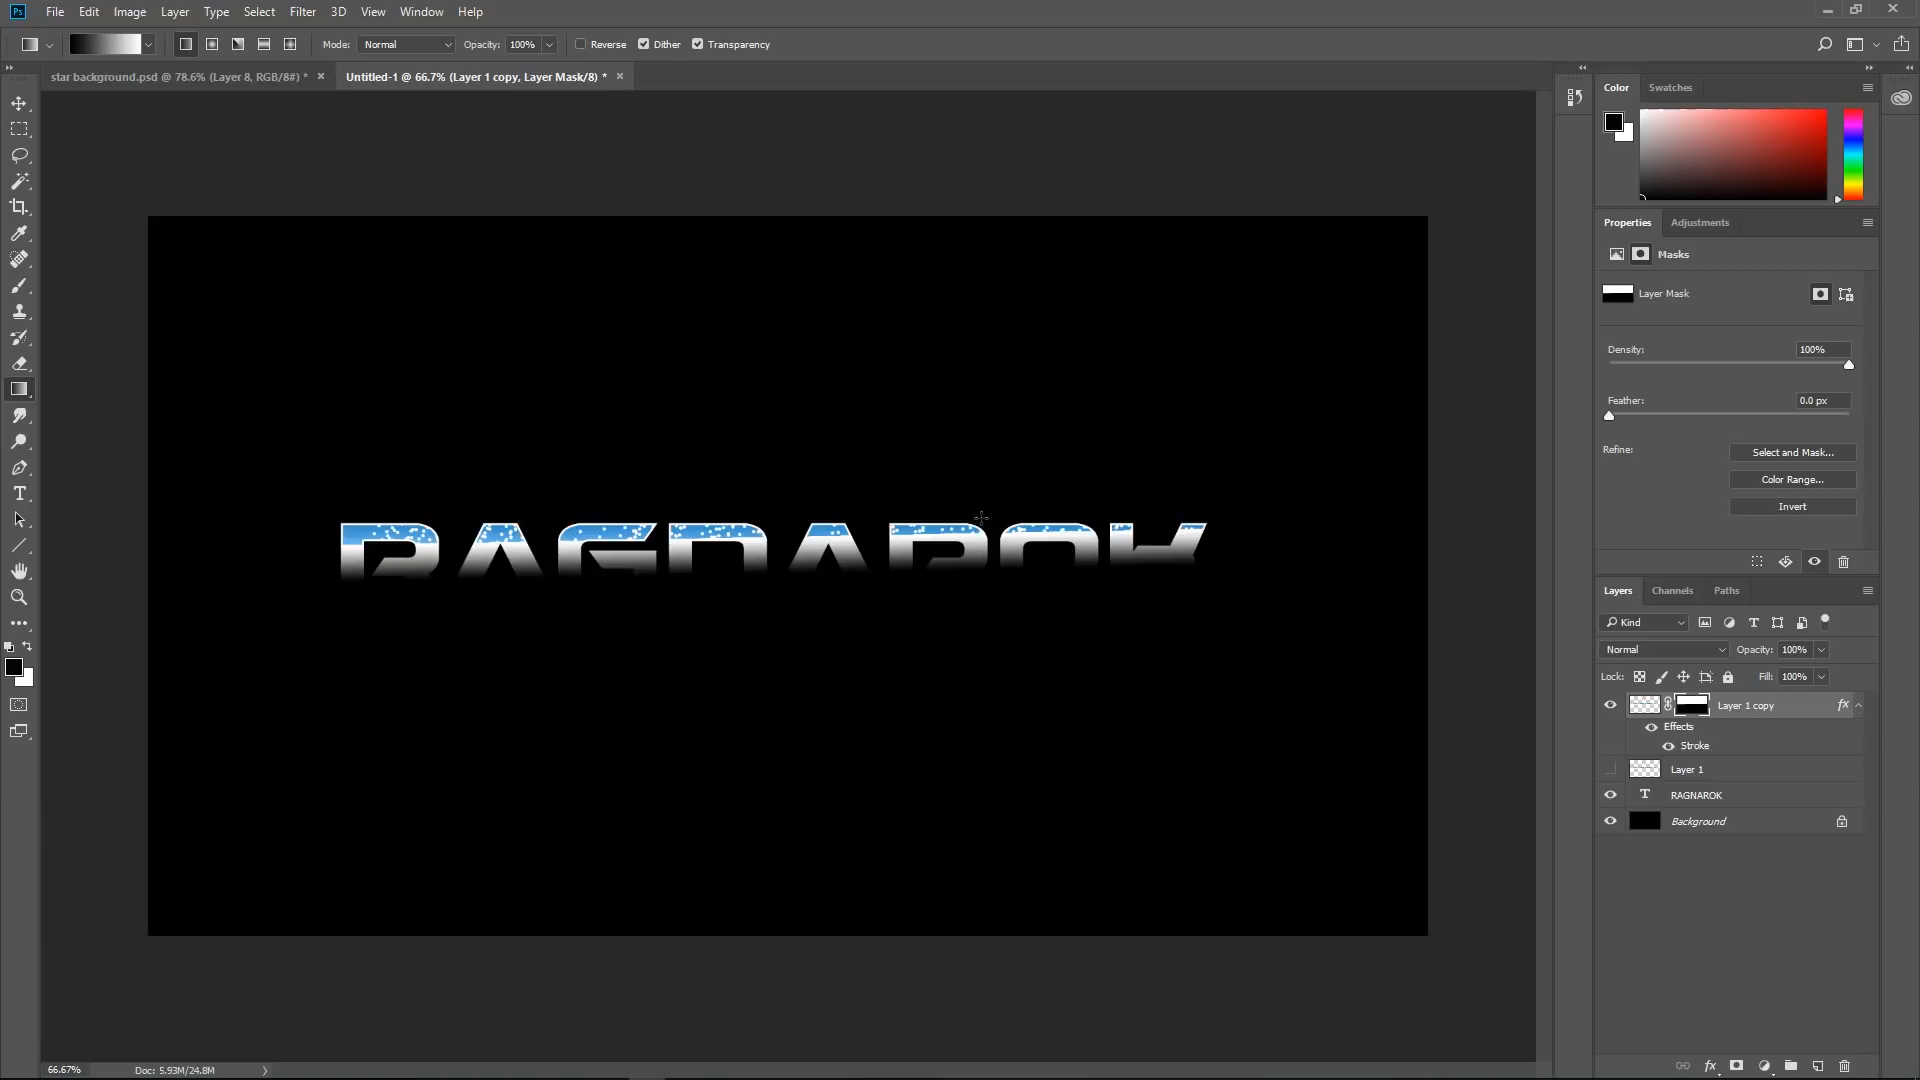 Ps File Edit Image Layer Type Select Filter 3D View Window Help
Mode: Normal Opacity: 100% Reverse Dither Transparency
star background.psd @ 78.6% (Layer 8, RGB/8#) * Untitled-1 @ 66.7% (Layer 1 copy, Layer Mask/8) *
Color Swatches
Properties Adjustments
Masks
Layer Mask
Density: 100%
Feather: 0.0 px
Refine: Select and Mask...
Color Range...
Invert
RAGNAROK
Layers Channels Paths
Kind
Normal Opacity: 100%
Lock: Fill: 100%
Layer 1 copy fx
Effects
Stroke
Layer 1
T RAGNAROK
Background
66.67% Doc: 5.93M/24.8M
fx